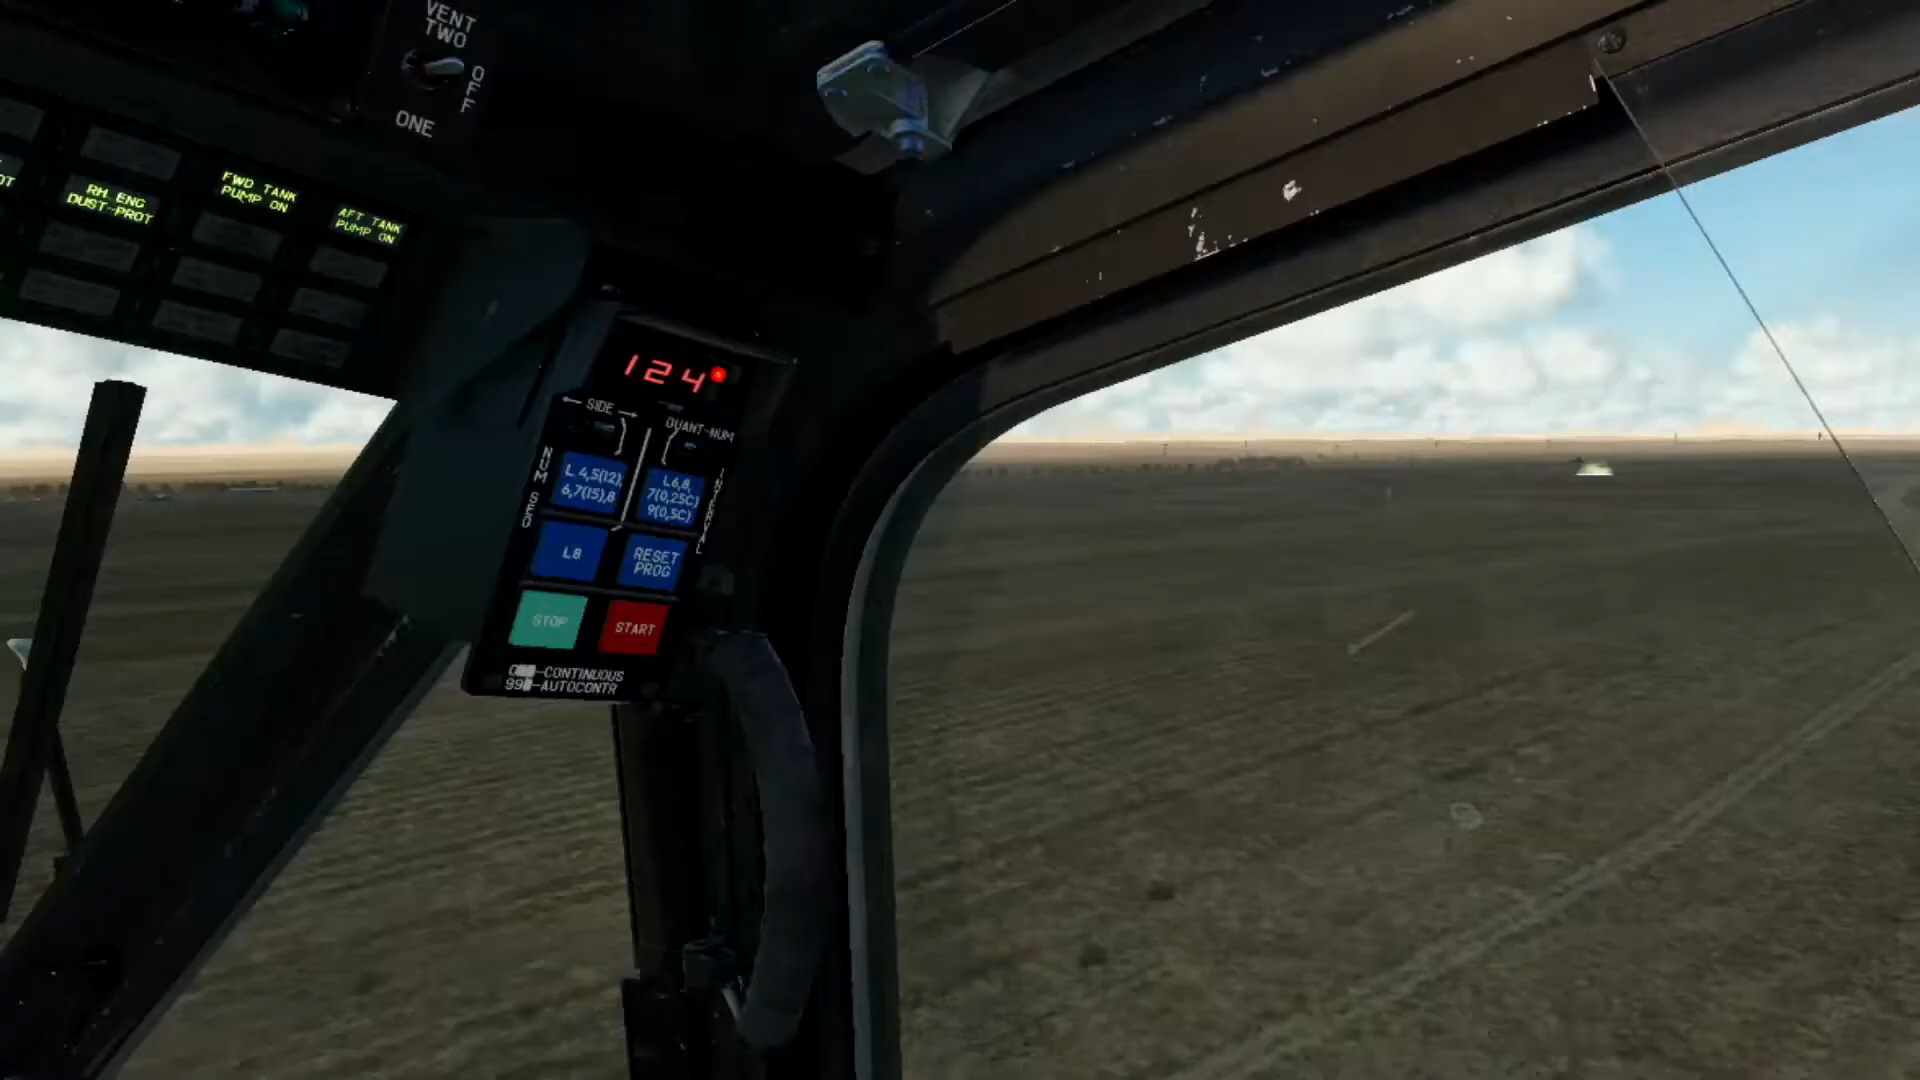 VENT
TWO
OFF
ONE
RH ENG
DUST-PROT
FWD TANK
PUMP ON
AFT TANK
PUMP ON
124
SIDE
QUANT-NUM
NUM SEQ
INTERVAL
L.4,5(12),
6,7(15),8
L6,8,
7(0,25C)
9(0,5C)
L8
RESET
PROG
STOP
START
-CONTINUOUS
-AUTOCONTR